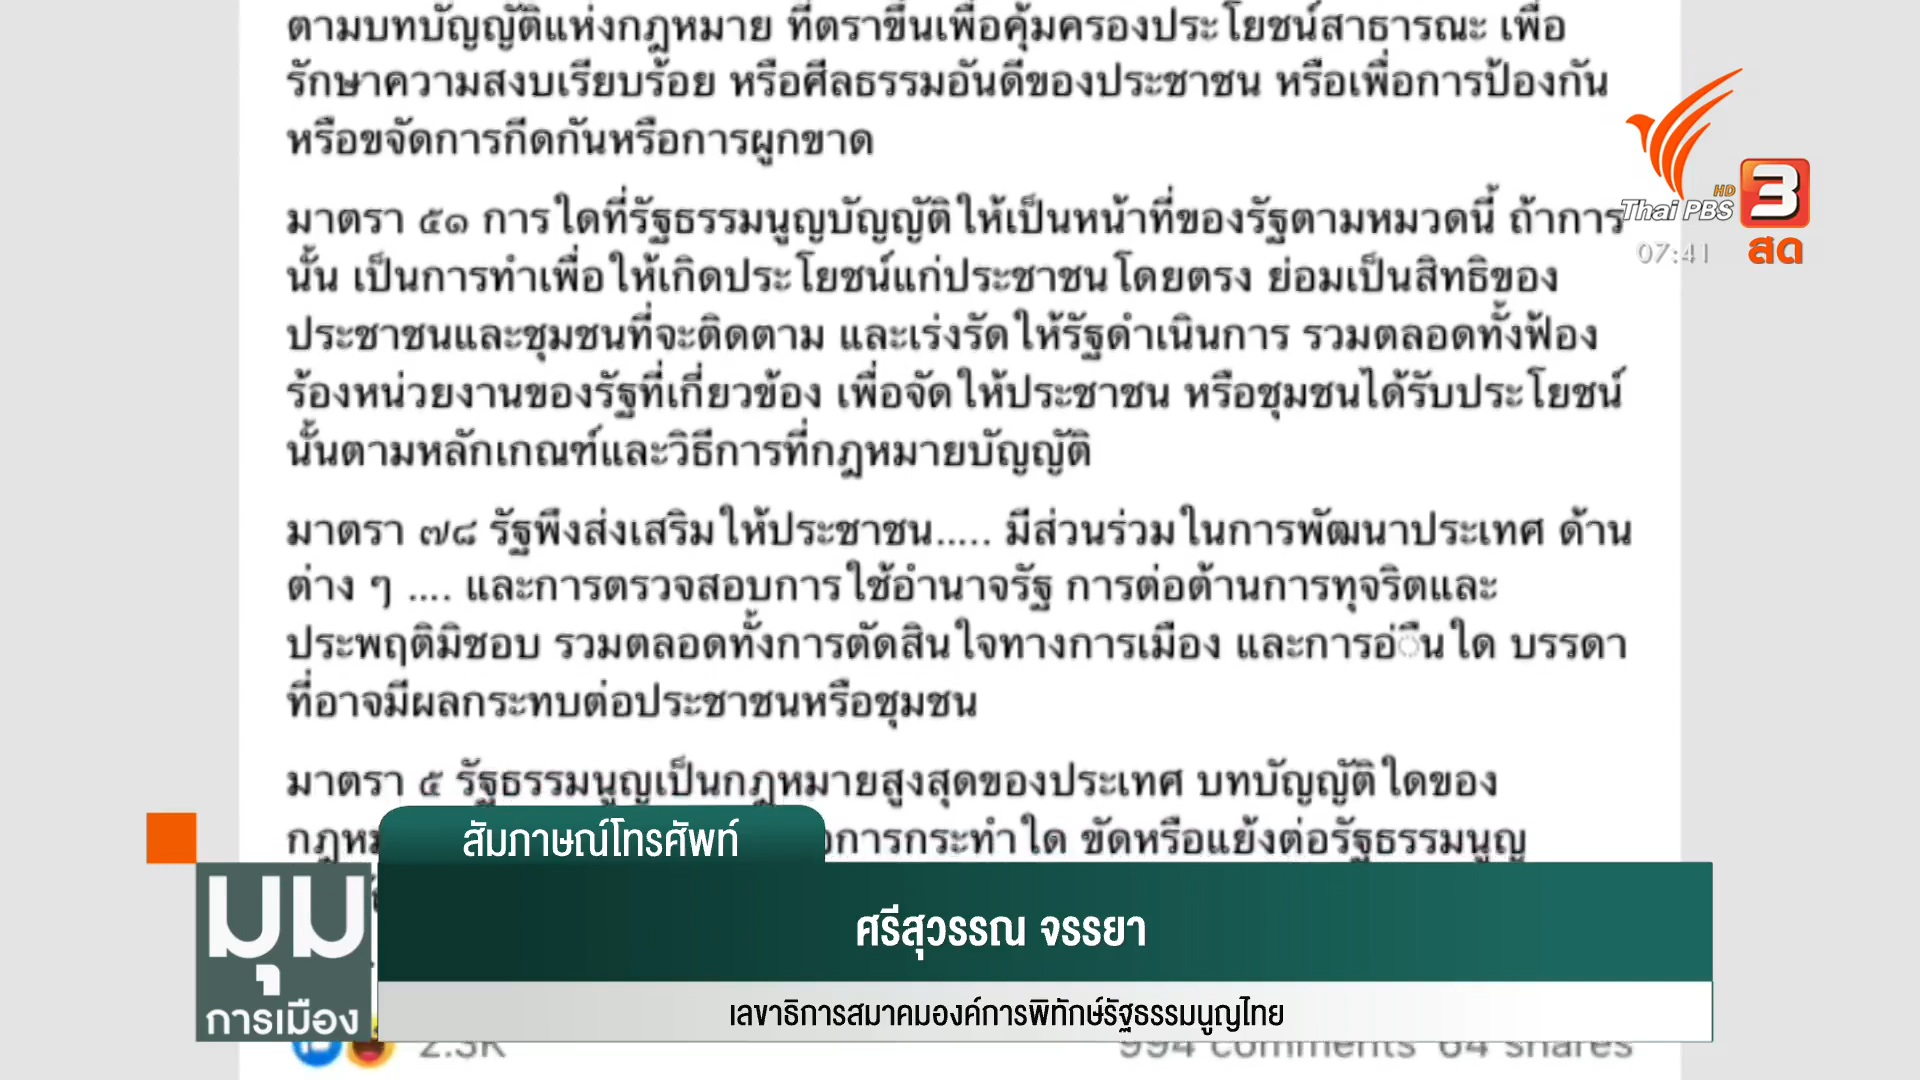 ตามบทบัญญัติแห่งกฎหมาย ที่ตราขึ้นเพื่อคุ้มครองประโยชน์สาธารณะ เพื่อ
รักษาความสงบเรียบร้อย หรือศีลธรรมอันดีของประชาชน หรือเพื่อการป้องกัน
หรือขจัดการกีดกันหรือการผูกขาด
มาตรา ๕๑ การใดที่รัฐธรรมนูญบัญญัติให้เป็นหน้าที่ของรัฐตามหมวดนี้ ถ้าการ
นั้น เป็นการทำเพื่อให้เกิดประโยชน์แก่ประชาชนโดยตรง ย่อมเป็นสิทธิของ
ประชาชนและชุมชนที่จะติดตาม และเร่งรัดให้รัฐดำเนินการ รวมตลอดทั้งฟ้อง
ร้องหน่วยงานของรัฐที่เกี่ยวข้อง เพื่อจัดให้ประชาชน หรือชุมชนได้รับประโยชน์
นั้นตามหลักเกณฑ์และวิธีการที่กฎหมายบัญญัติ
มาตรา ๗๘ รัฐพึงส่งเสริมให้ประชาชน..... มีส่วนร่วมในการพัฒนาประเทศ ด้าน
ต่าง ๆ .... และการตรวจสอบการใช้อำนาจรัฐ การต่อต้านการทุจริตและ
ประพฤติมิชอบ รวมตลอดทั้งการตัดสินใจทางการเมือง และการอ่ืนใด บรรดา
ที่อาจมีผลกระทบต่อประชาชนหรือชุมชน
มาตรา ๕ รัฐธรรมนูญเป็นกฎหมายสูงสุดของประเทศ บทบัญญัติใดของ
การกระทำใด ขัดหรือแย้งต่อรัฐธรรมนูญ
2.3K 994 comments 64 shares
Thai PBS HD 3
07:41 สด
สัมภาษณ์โทรศัพท์
ศรีสุวรรณ จรรยา
เลขาธิการสมาคมองค์การพิทักษ์รัฐธรรมนูญไทย
มุม
การเมือง